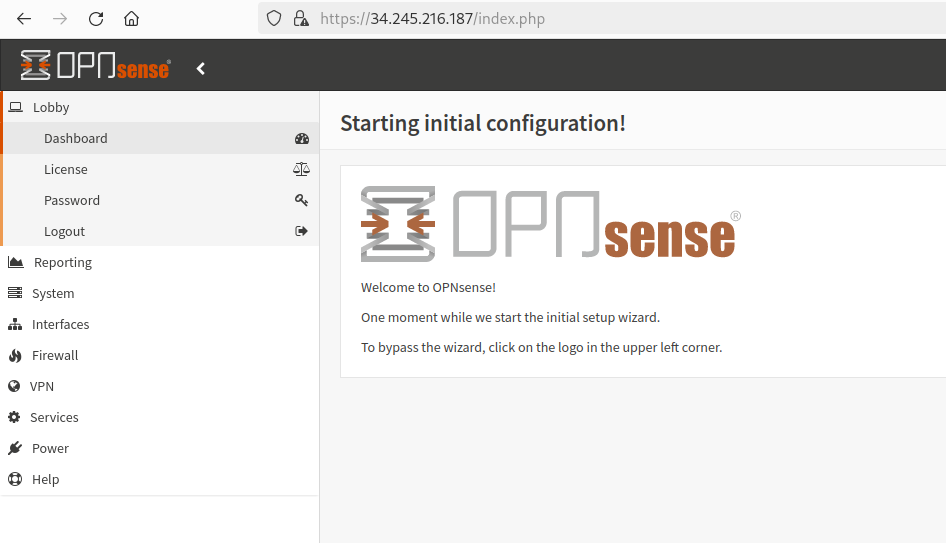 https://34.245.216.187/index.php
OPNsense®
Lobby
Dashboard
License
Password
Logout
Reporting
System
Interfaces
Firewall
VPN
Services
Power
Help
Starting initial configuration!
OPNsense®
Welcome to OPNsense!
One moment while we start the initial setup wizard.
To bypass the wizard, click on the logo in the upper left corner.